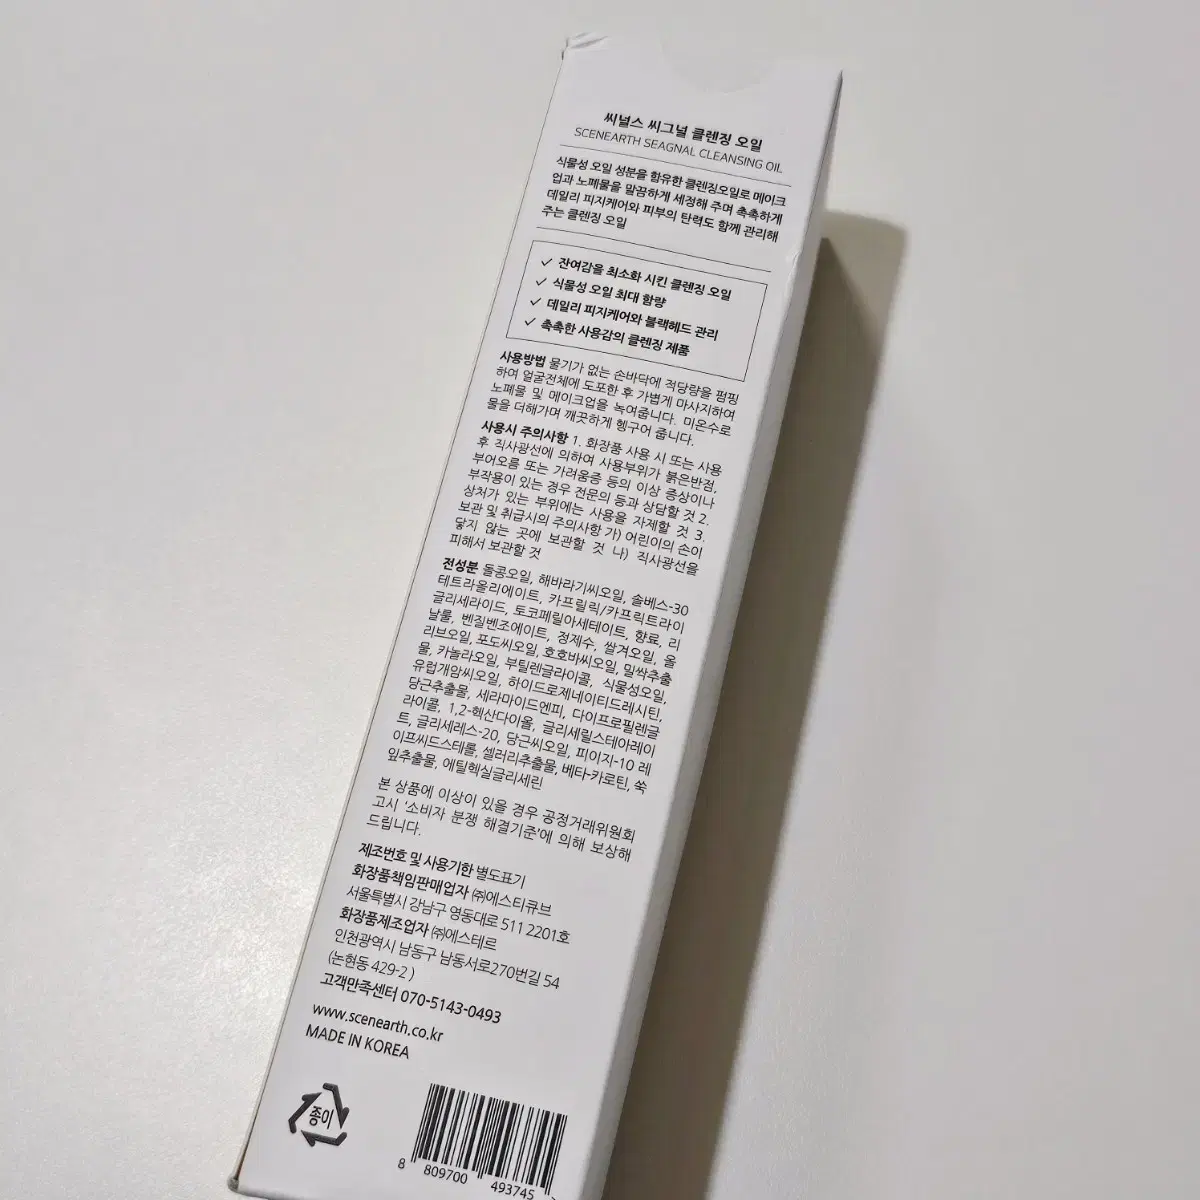 씨널스 씨그널 클렌징 오일
SCENEARTH SEAGNAL CLEANSING OIL
식물성 오일 성분을 함유한 클렌징오일로 메이크
업과 노폐물을 말끔하게 세정해 주며 촉촉하게
데일리 피지케어와 피부의 탄력도 함께 관리해
주는 클렌징 오일
✓ 잔여감을 최소화 시킨 클렌징 오일
✓ 식물성 오일 최대 함량
✓ 데일리 피지케어와 블랙헤드 관리
✓ 촉촉한 사용감의 클렌징 제품
사용방법 물기가 없는 손바닥에 적당량을 펌핑
하여 얼굴전체에 도포한 후 가볍게 마사지하여
노폐물 및 메이크업을 녹여줍니다. 미온수로
물을 더해가며 깨끗하게 헹구어 줍니다.
사용시 주의사항 1. 화장품 사용 시 또는 사용
후 직사광선에 의하여 사용부위가 붉은반점,
부어오름 또는 가려움증 등의 이상 증상이나
부작용이 있는 경우 전문의 등과 상담할 것 2.
상처가 있는 부위에는 사용을 자제할 것 3.
보관 및 취급시의 주의사항 가) 어린이의 손이
닿지 않는 곳에 보관할 것 나) 직사광선을
피해서 보관할 것
전성분 돌콩오일, 해바라기씨오일, 솔베스-30
테트라올리에이트, 카프릴릭/카프릭트라이
글리세라이드, 토코페릴아세테이트, 향료, 리
날룰, 벤질벤조에이트, 정제수, 쌀겨오일, 올
리브오일, 포도씨오일, 호호바씨오일, 밀싹추출
물, 카놀라오일, 부틸렌글라이콜, 식물성오일,
유럽개암씨오일, 하이드로제네이티드레시틴,
당근추출물, 세라마이드엔피, 다이프로필렌글
라이콜, 1,2-헥산다이올, 글리세릴스테아레이
트, 글리세레스-20, 당근씨오일, 피이지-10 레
이프씨드스테롤, 셀러리추출물, 베타-카로틴, 쑥
잎추출물, 에틸헥실글리세린
본 상품에 이상이 있을 경우 공정거래위원회
고시 '소비자 분쟁 해결기준'에 의해 보상해
드립니다.
제조번호 및 사용기한 별도표기
화장품책임판매업자 ㈜에스티큐브
서울특별시 강남구 영동대로 511 2201호
화장품제조업자 ㈜에스테르
인천광역시 남동구 남동서로270번길 54
(논현동 429-2 )
고객만족센터 070-5143-0493
www.scenearth.co.kr
MADE IN KOREA
종이
8 809700 493745